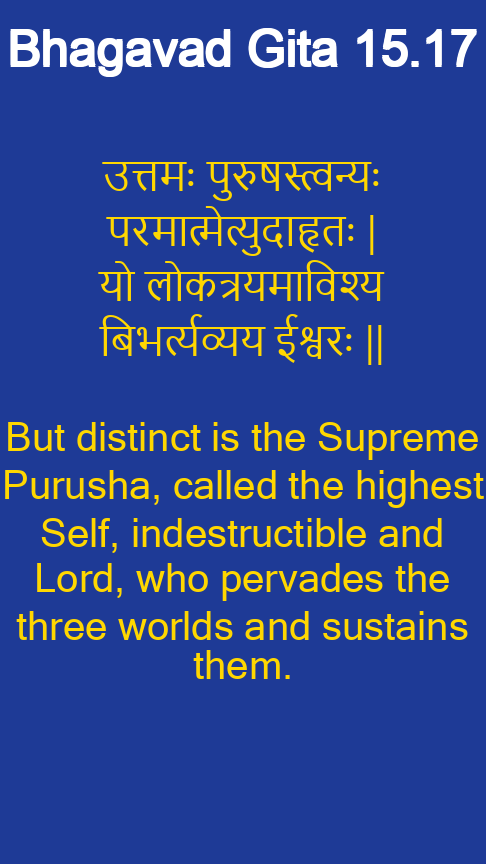 Bhagavad Gita 15.17
उत्तमः पुरुषस्त्वन्यः
परमात्मेत्युदाहृतः |
यो लोकत्रयमाविश्य
बिभर्त्यव्यय ईश्वरः ||
But distinct is the Supreme
Purusha, called the highest
Self, indestructible and
Lord, who pervades the
three worlds and sustains
them.